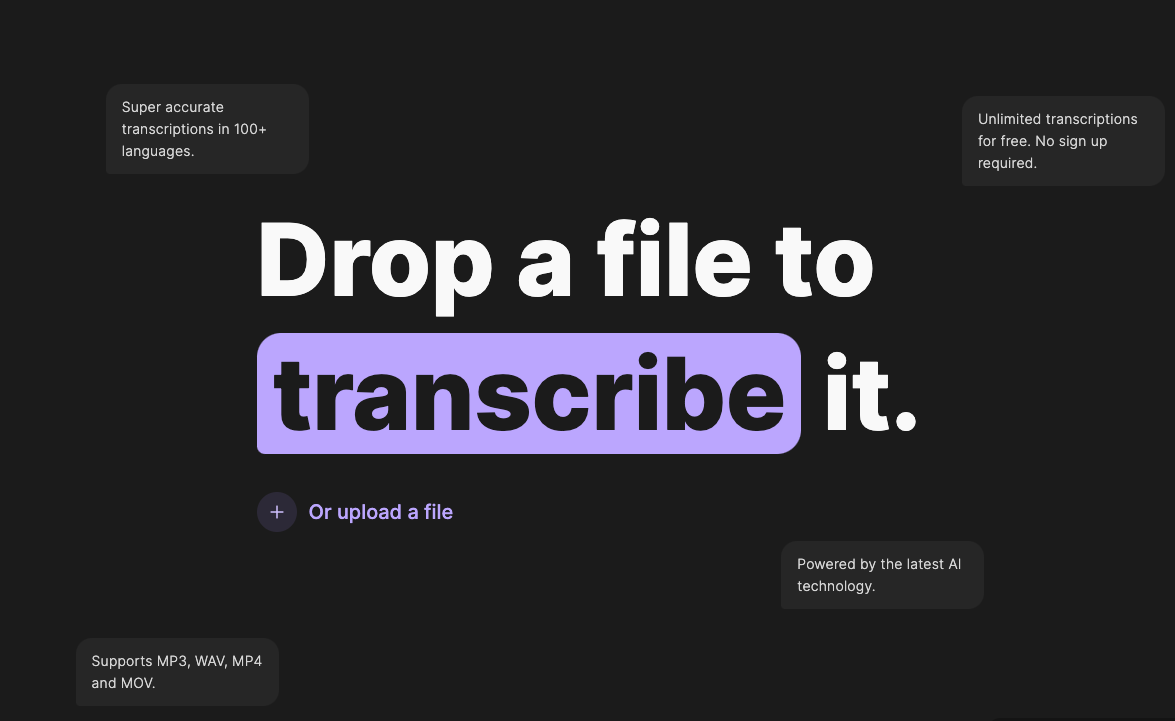 Super accurate
transcriptions in 100+
languages.
Unlimited transcriptions
for free. No sign up
required.
Drop a file to
transcribe it.
Or upload a file
Powered by the latest AI
technology.
Supports MP3, WAV, MP4
and MOV.